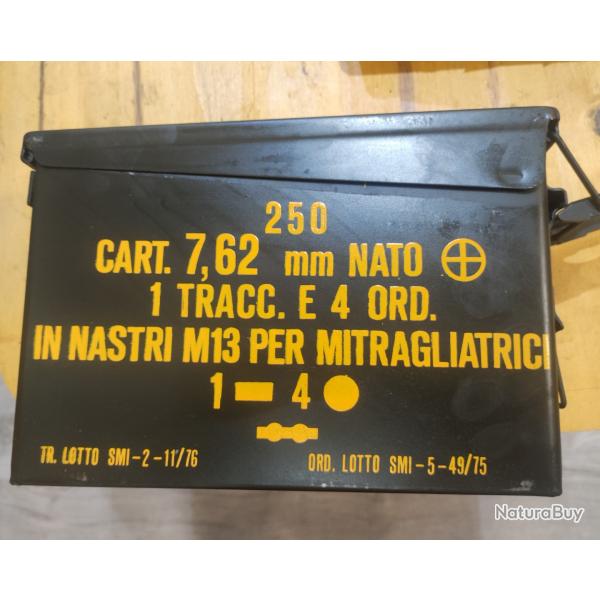 250
CART. 7,62 mm NATO
1 TRACC. E 4 ORD.
IN NASTRI M13 PER MITRAGLIATRICI
1 4
TR. LOTTO SMI-2-11/76 ORD. LOTTO SMI-5-49/75
NaturaBuy